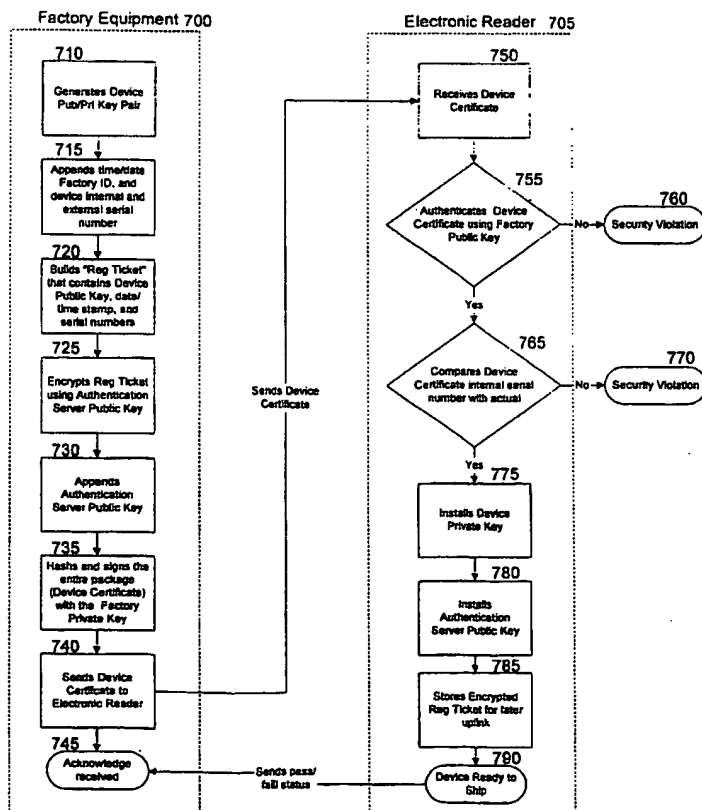 Factory Equipment 700
710
Generates Device
Pub/Pri Key Pair
715
Appends time/date
Factory ID, and
device internal and
external serial
number
720
Builds "Reg Ticket"
that contains Device
Public Key, date/
time stamp, and
serial numbers
725
Encrypts Reg Ticket
using Authentication
Server Public Key
730
Appends
Authentication
Server Public Key
735
Hashs and signs the
entire package
(Device Certificate)
with the Factory
Private Key
740
Sends Device
Certificate to
Electronic Reader
745
Acknowledge
received
Sends Device
Certificate
Sends pass/
fail status
Electronic Reader 705
750
Receives Device
Certificate
755
Authenticates Device
Certificate using Factory
Public Key
No
760
Security Violation
Yes
765
Compares Device
Certificate internal serial
number with actual
No
770
Security Violation
Yes
775
Installs Device
Private Key
780
Installs
Authentication
Server Public Key
785
Stores Encrypted
Reg Ticket for later
uplink
790
Device Ready to
Ship